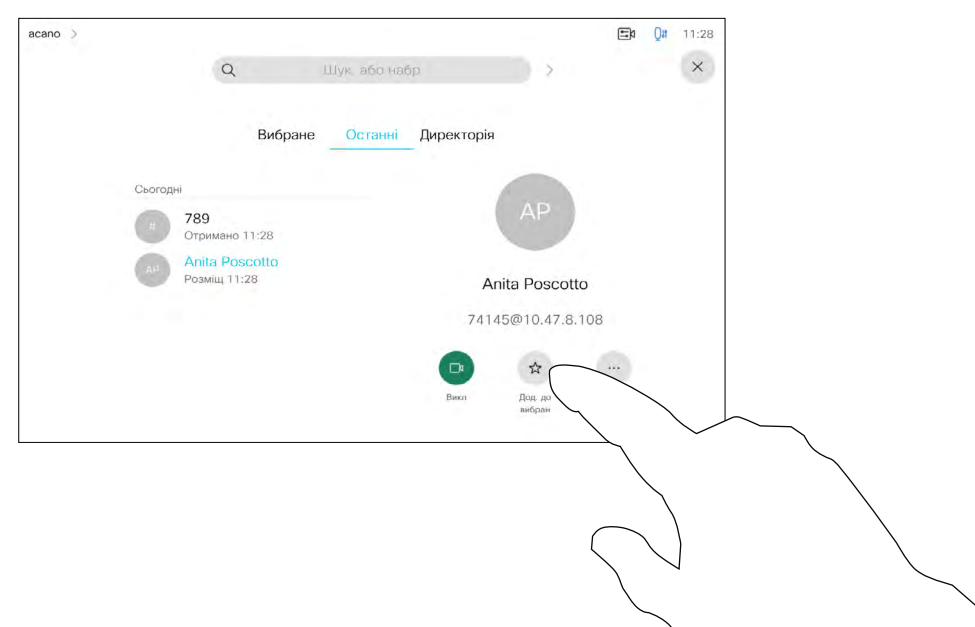 acano
11:28
Шук. або набр
Вибране Останні Директорія
Сьогодні
#
789
Отримано 11:28
AP
Anita Poscotto
Розміщ 11:28
AP
Anita Poscotto
74145@10.47.8.108
Викл
Дод. до
вибран